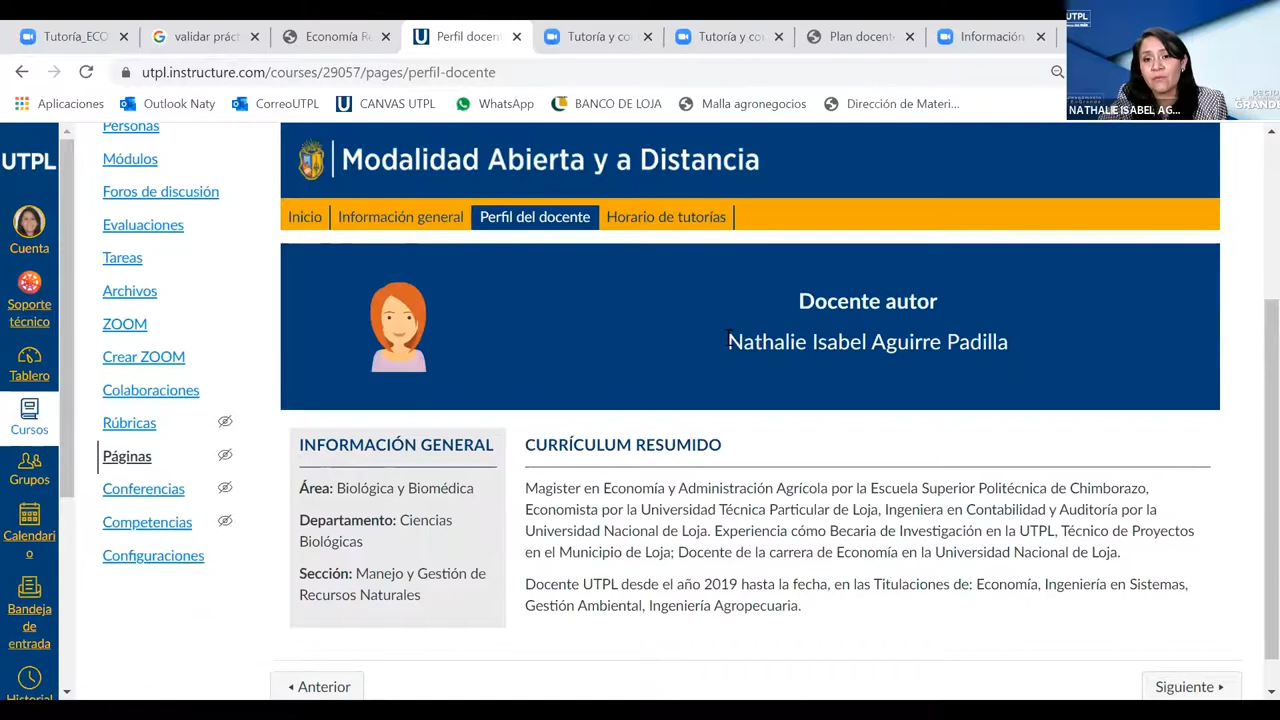 Tutoría_ECO
validar práct
Economía R
Perfil docen
Tutoría y co
Tutoría y co
Plan docent
Información
utpl.instructure.com/courses/29057/pages/perfil-docente
Aplicaciones
Outlook Naty
CorreoUTPL
CANVAS UTPL
WhatsApp
BANCO DE LOJA
Malla agronegocios
Dirección de Materi...
UTPL
DECIDE
GRANDE
NATHALIE ISABEL AG...
UTPL
Cuenta
Soporte
técnico
Tablero
Cursos
Grupos
Calendari
o
Bandeja
de
entrada
Historial
Personas
Módulos
Foros de discusión
Evaluaciones
Tareas
Archivos
ZOOM
Crear ZOOM
Colaboraciones
Rúbricas
Páginas
Conferencias
Competencias
Configuraciones
Modalidad Abierta y a Distancia
Inicio
Información general
Perfil del docente
Horario de tutorías
Docente autor
Nathalie Isabel Aguirre Padilla
INFORMACIÓN GENERAL
Área: Biológica y Biomédica
Departamento: Ciencias
Biológicas
Sección: Manejo y Gestión de
Recursos Naturales
CURRÍCULUM RESUMIDO
Magister en Economía y Administración Agrícola por la Escuela Superior Politécnica de Chimborazo,
Economista por la Universidad Técnica Particular de Loja, Ingeniera en Contabilidad y Auditoría por la
Universidad Nacional de Loja. Experiencia cómo Becaria de Investigación en la UTPL, Técnico de Proyectos
en el Municipio de Loja; Docente de la carrera de Economía en la Universidad Nacional de Loja.
Docente UTPL desde el año 2019 hasta la fecha, en las Titulaciones de: Economía, Ingeniería en Sistemas,
Gestión Ambiental, Ingeniería Agropecuaria.
Anterior
Siguiente